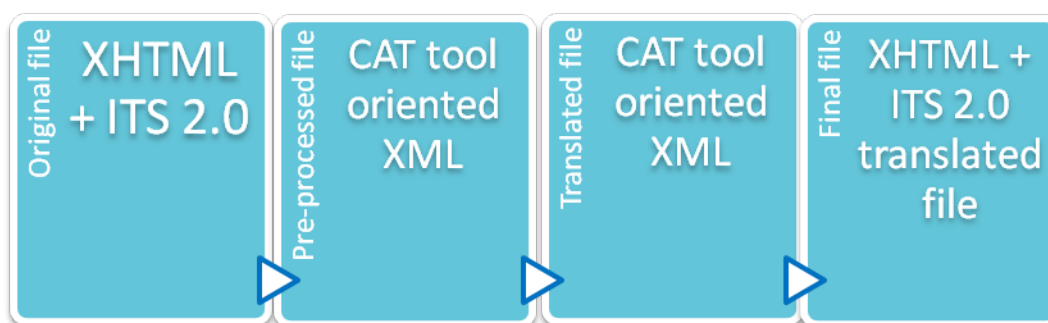 Original file
XHTML
+ ITS 2.0
Pre-processed file
CAT tool
oriented
XML
Translated file
CAT tool
oriented
XML
Final file
XHTML +
ITS 2.0
translated
file